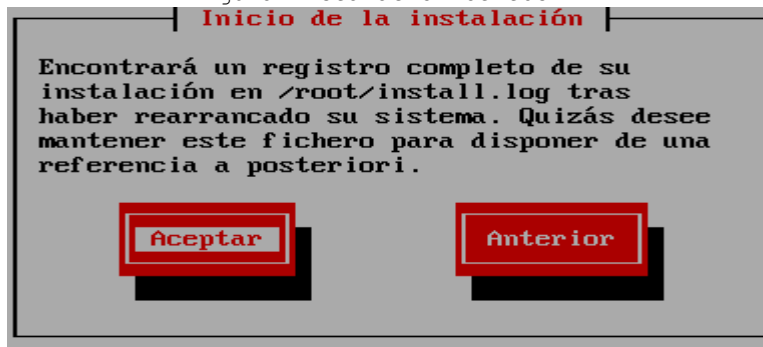 Inicio de la instalación
Encontrará un registro completo de su
instalación en /root/install.log tras
haber rearrancado su sistema. Quizás desee
mantener este fichero para disponer de una
referencia a posteriori.
Aceptar Anterior